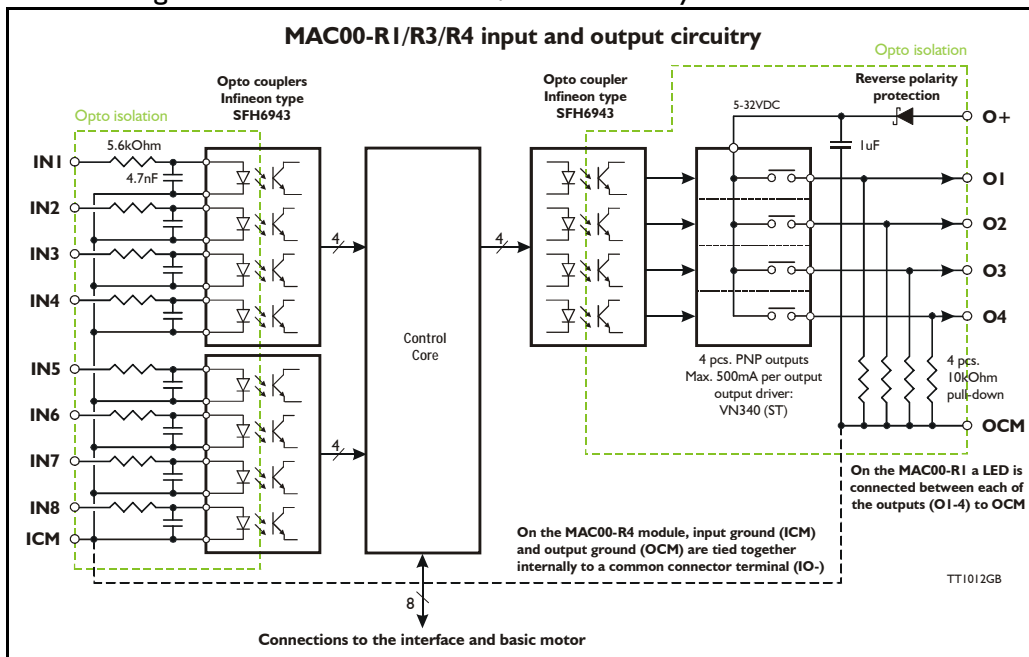 MAC00-R1/R3/R4 input and output circuitry
Opto isolation
Opto couplers
Infineon type
SFH6943
Opto coupler
Infineon type
SFH6943
Reverse polarity
protection
Opto isolation
5-32VDC
O+
1uF
5.6kOhm
4.7nF
IN1
IN2
IN3
IN4
IN5
IN6
IN7
IN8
ICM
4
4
4
Control
Core
O1
O2
O3
O4
4 pcs. PNP outputs
Max. 500mA per output
output driver:
VN340 (ST)
4 pcs.
10kOhm
pull-down
OCM
On the MAC00-R1 a LED is
connected between each of
the outputs (O1-4) to OCM
On the MAC00-R4 module, input ground (ICM)
and output ground (OCM) are tied together
internally to a common connector terminal (IO-)
TT1012GB
8
Connections to the interface and basic motor